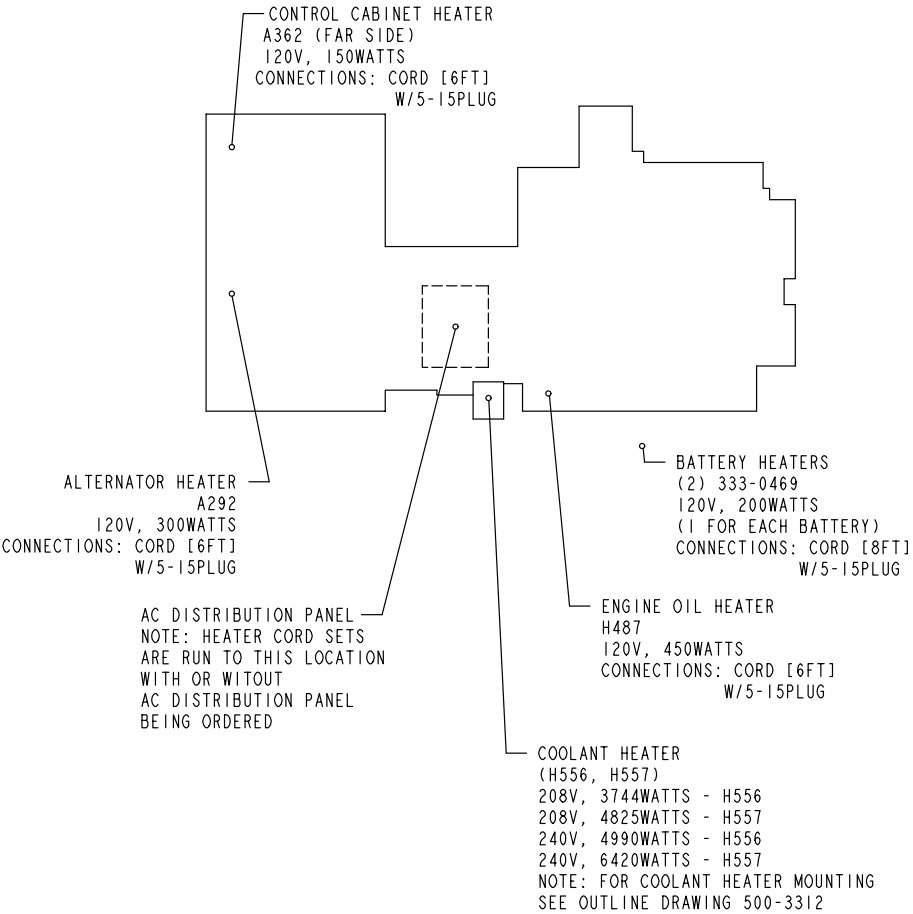 CONTROL CABINET HEATER
A362 (FAR SIDE)
120V, 150WATTS
CONNECTIONS: CORD [6FT]
W/5-15PLUG
ALTERNATOR HEATER
A292
120V, 300WATTS
CONNECTIONS: CORD [6FT]
W/5-15PLUG
BATTERY HEATERS
(2) 333-0469
120V, 200WATTS
(1 FOR EACH BATTERY)
CONNECTIONS: CORD [8FT]
W/5-15PLUG
AC DISTRIBUTION PANEL
NOTE: HEATER CORD SETS
ARE RUN TO THIS LOCATION
WITH OR WITOUT
AC DISTRIBUTION PANEL
BEING ORDERED
ENGINE OIL HEATER
H487
120V, 450WATTS
CONNECTIONS: CORD [6FT]
W/5-15PLUG
COOLANT HEATER
(H556, H557)
208V, 3744WATTS - H556
208V, 4825WATTS - H557
240V, 4990WATTS - H556
240V, 6420WATTS - H557
NOTE: FOR COOLANT HEATER MOUNTING
SEE OUTLINE DRAWING 500-3312